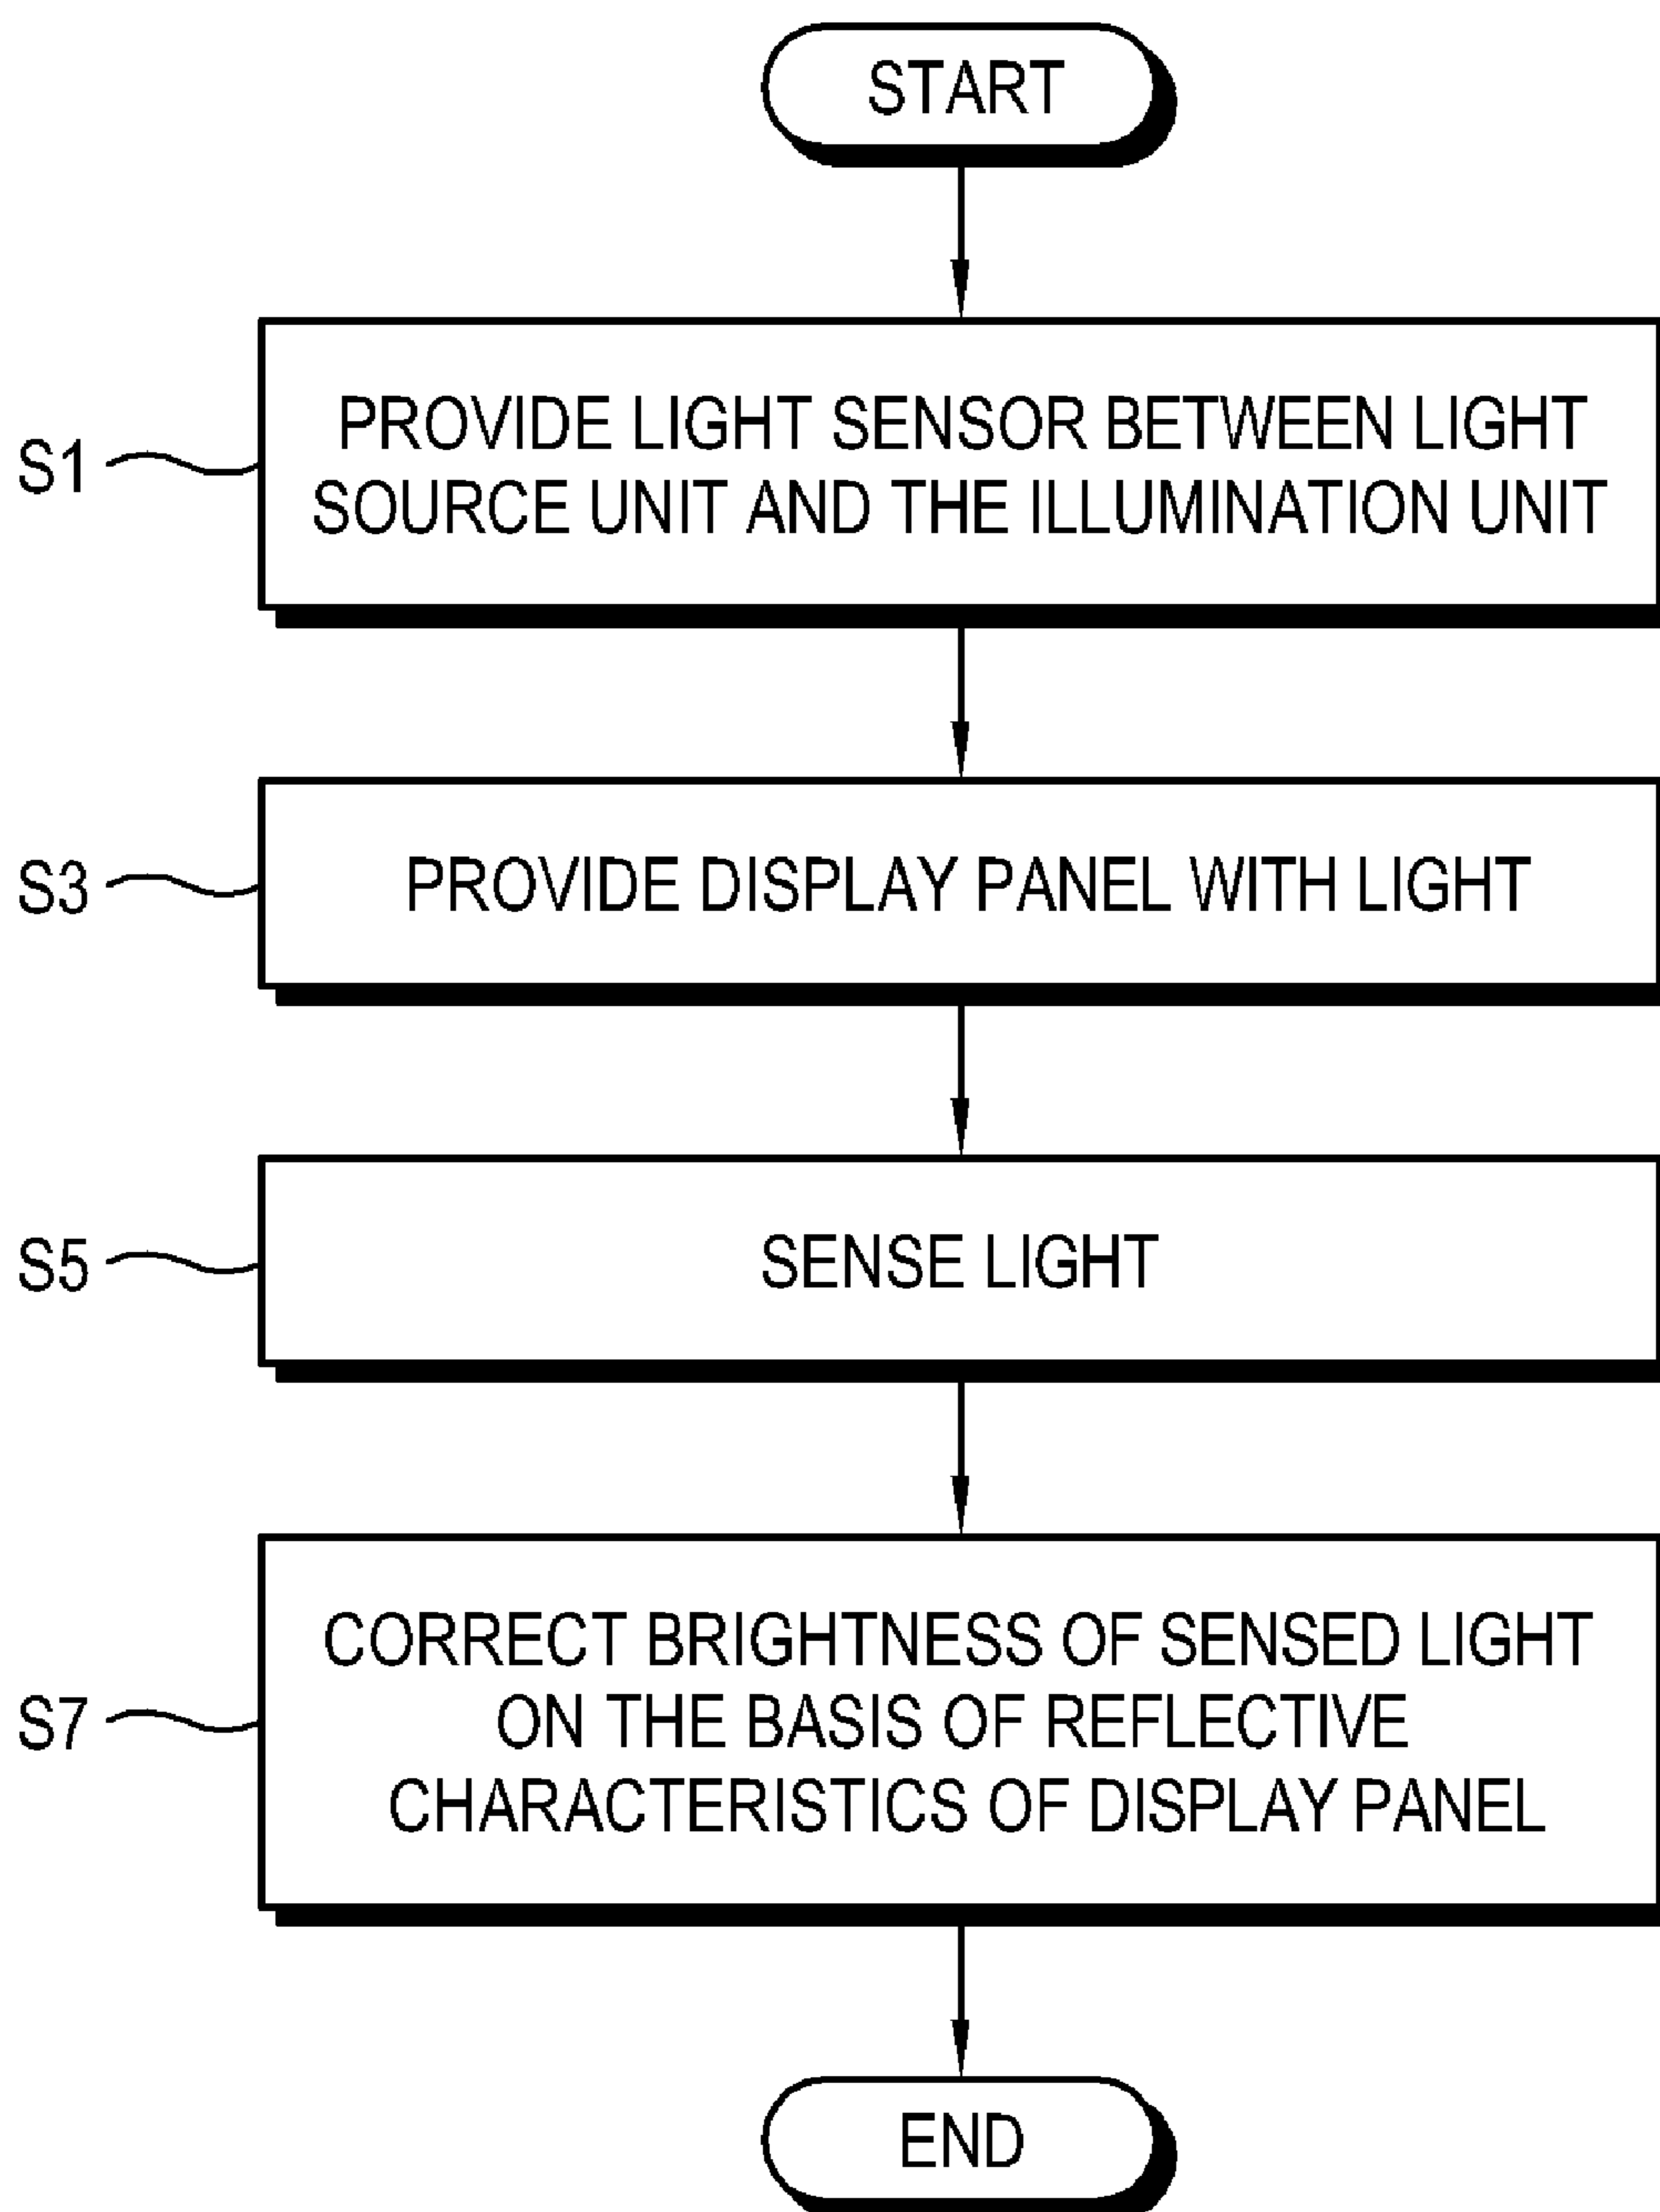 START
S1
PROVIDE LIGHT SENSOR BETWEEN LIGHT
SOURCE UNIT AND THE ILLUMINATION UNIT
S3
PROVIDE DISPLAY PANEL WITH LIGHT
S5
SENSE LIGHT
S7
CORRECT BRIGHTNESS OF SENSED LIGHT
ON THE BASIS OF REFLECTIVE
CHARACTERISTICS OF DISPLAY PANEL
END